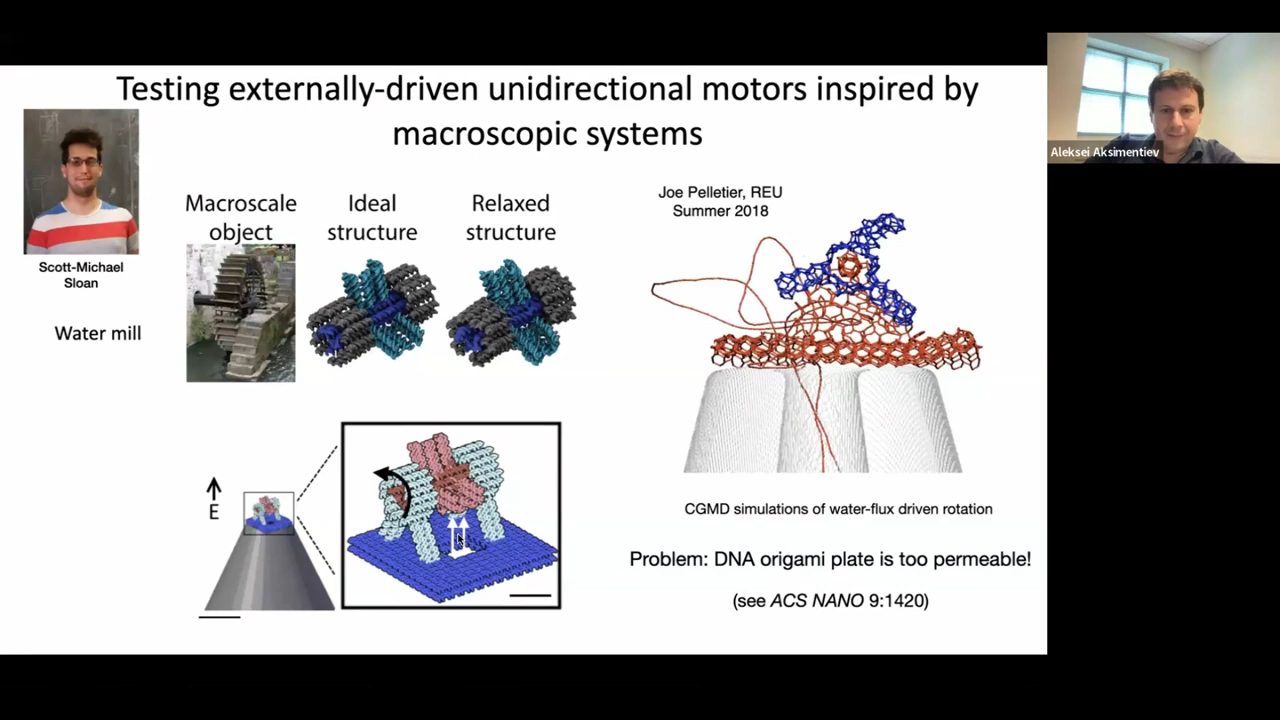 Testing externally-driven unidirectional motors inspired by
macroscopic systems
Aleksei Aksimentiev
Scott-Michael
Sloan
Water mill
Macroscale
object
Ideal
structure
Relaxed
structure
E
Joe Pelletier, REU
Summer 2018
CGMD simulations of water-flux driven rotation
Problem: DNA origami plate is too permeable!
(see ACS NANO 9:1420)